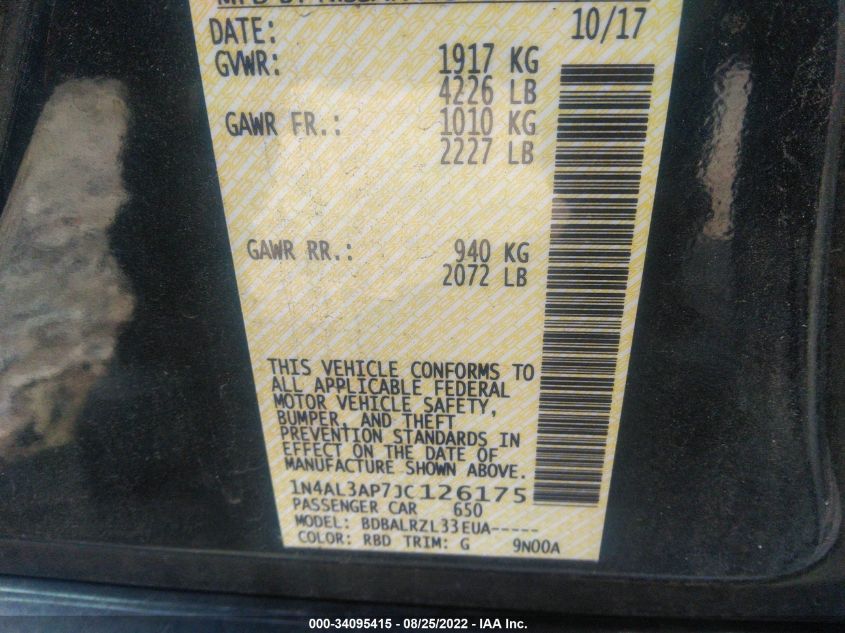 MFD BY NISSAN
DATE: 10/17
GVWR: 1917 KG
4226 LB
GAWR FR.: 1010 KG
2227 LB
GAWR RR.: 940 KG
2072 LB
THIS VEHICLE CONFORMS TO
ALL APPLICABLE FEDERAL
MOTOR VEHICLE SAFETY,
BUMPER, AND THEFT
PREVENTION STANDARDS IN
EFFECT ON THE DATE OF
MANUFACTURE SHOWN ABOVE.
1N4AL3AP7JC126175
PASSENGER CAR 650
MODEL: BDBALRZL33EUA-----
COLOR: RBD TRIM: G 9N00A
000-34095415 - 08/25/2022 - IAA Inc.